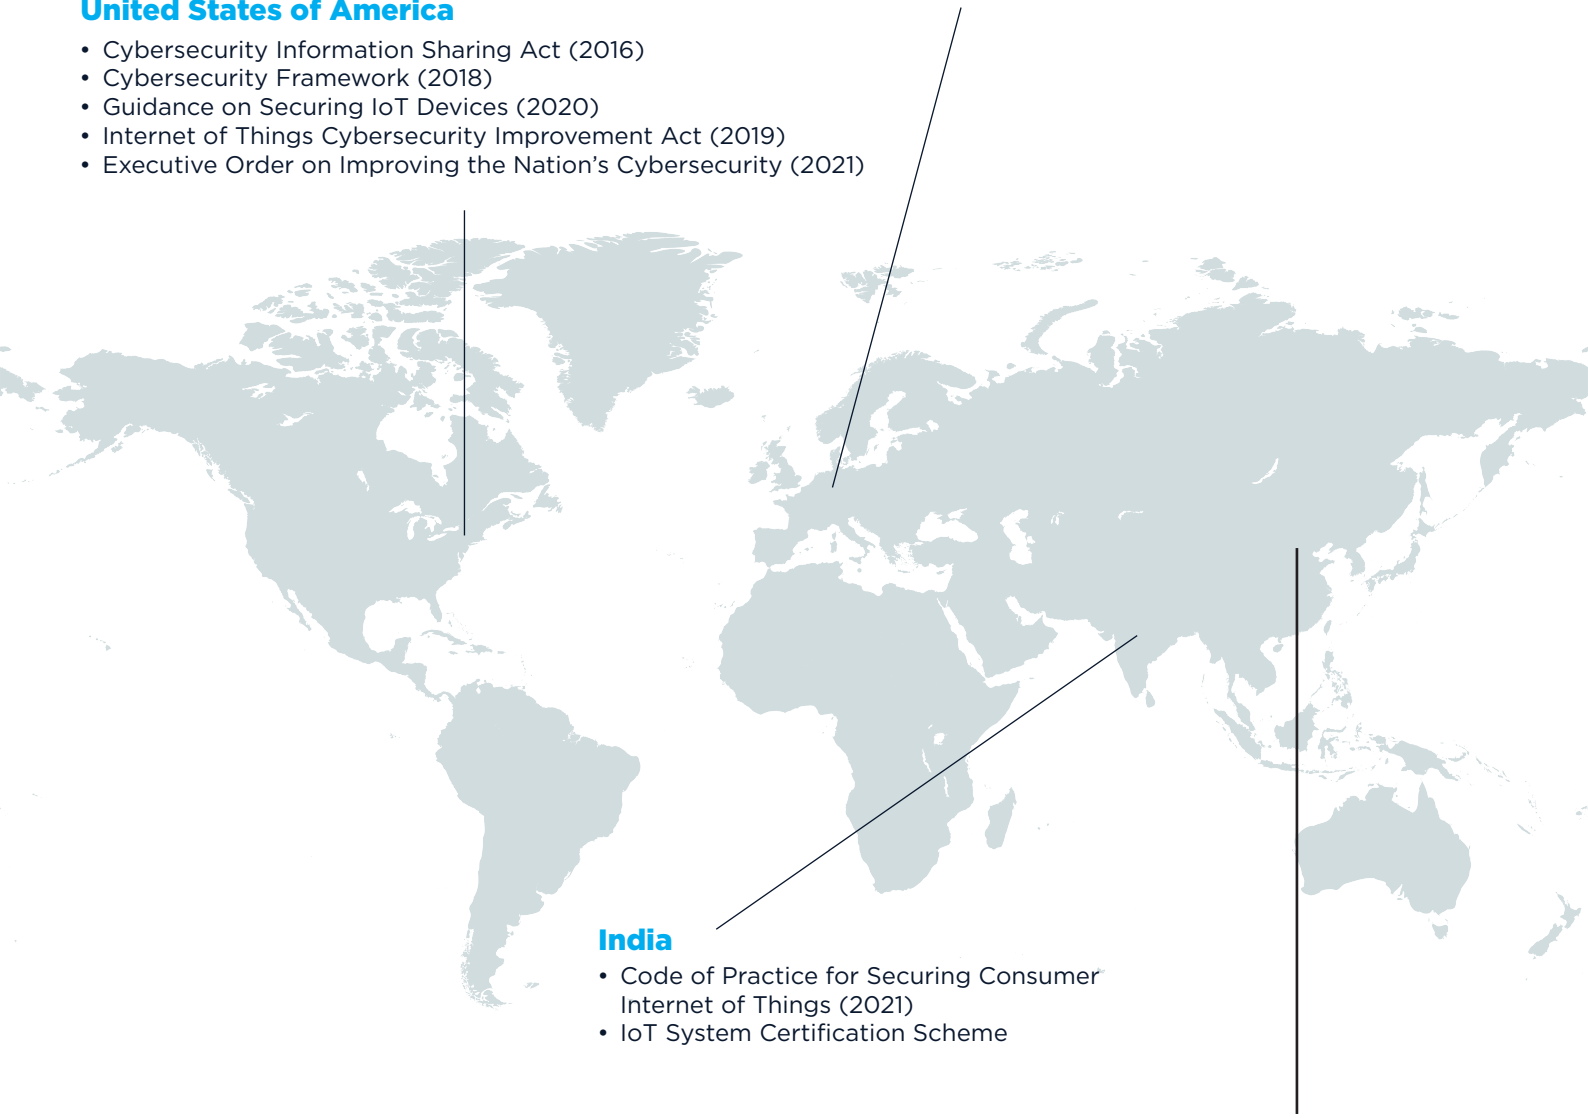 United States of America
• Cybersecurity Information Sharing Act (2016)
• Cybersecurity Framework (2018)
• Guidance on Securing IoT Devices (2020)
• Internet of Things Cybersecurity Improvement Act (2019)
• Executive Order on Improving the Nation’s Cybersecurity (2021)
India
• Code of Practice for Securing Consumer
Internet of Things (2021)
• IoT System Certification Scheme